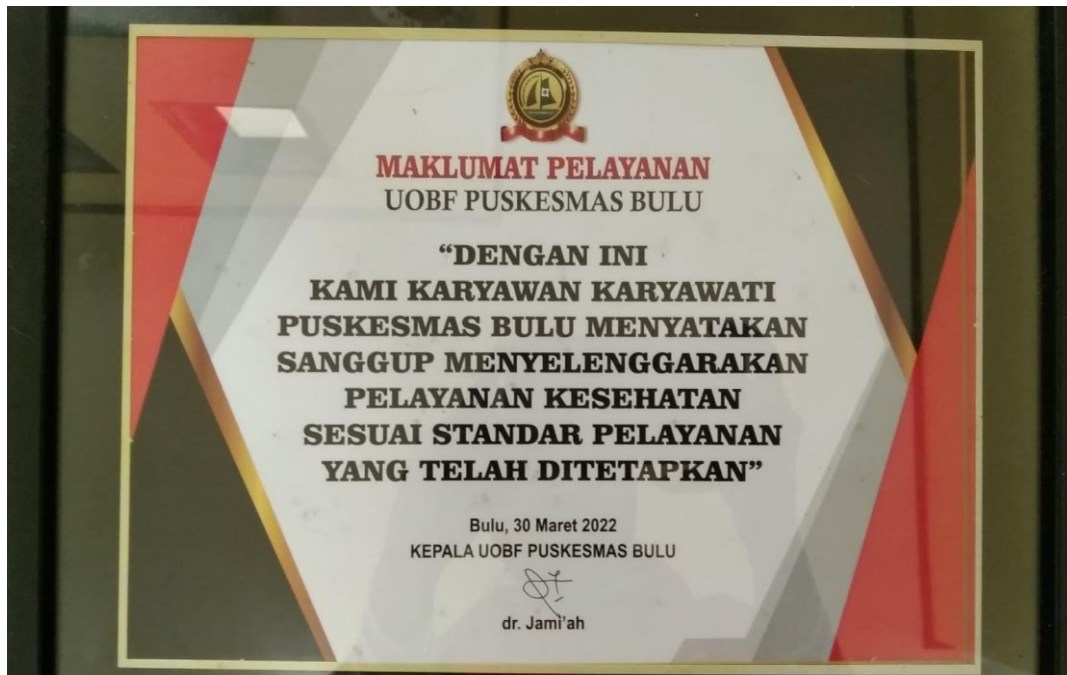 MAKLUMAT PELAYANAN
UOBF PUSKESMAS BULU
“DENGAN INI
KAMI KARYAWAN KARYAWATI
PUSKESMAS BULU MENYATAKAN
SANGGUP MENYELENGGARAKAN
PELAYANAN KESEHATAN
SESUAI STANDAR PELAYANAN
YANG TELAH DITETAPKAN”
Bulu, 30 Maret 2022
KEPALA UOBF PUSKESMAS BULU
dr. Jami'ah